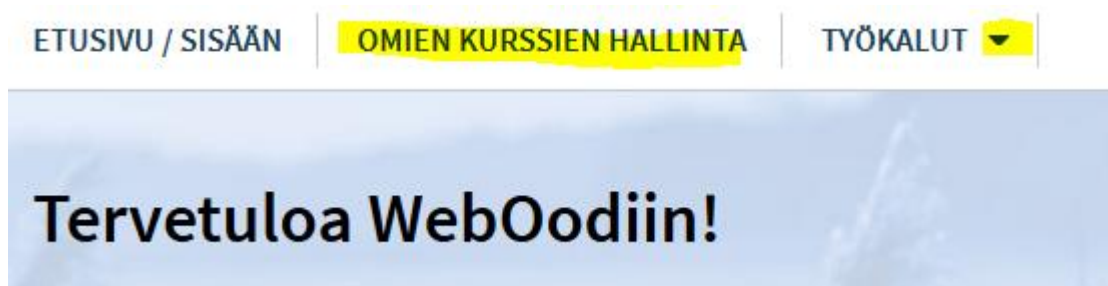 ETUSIVU / SISÄÄN OMIEN KURSSIEN HALLINTA TYÖKALUT
Tervetuloa WebOodiin!